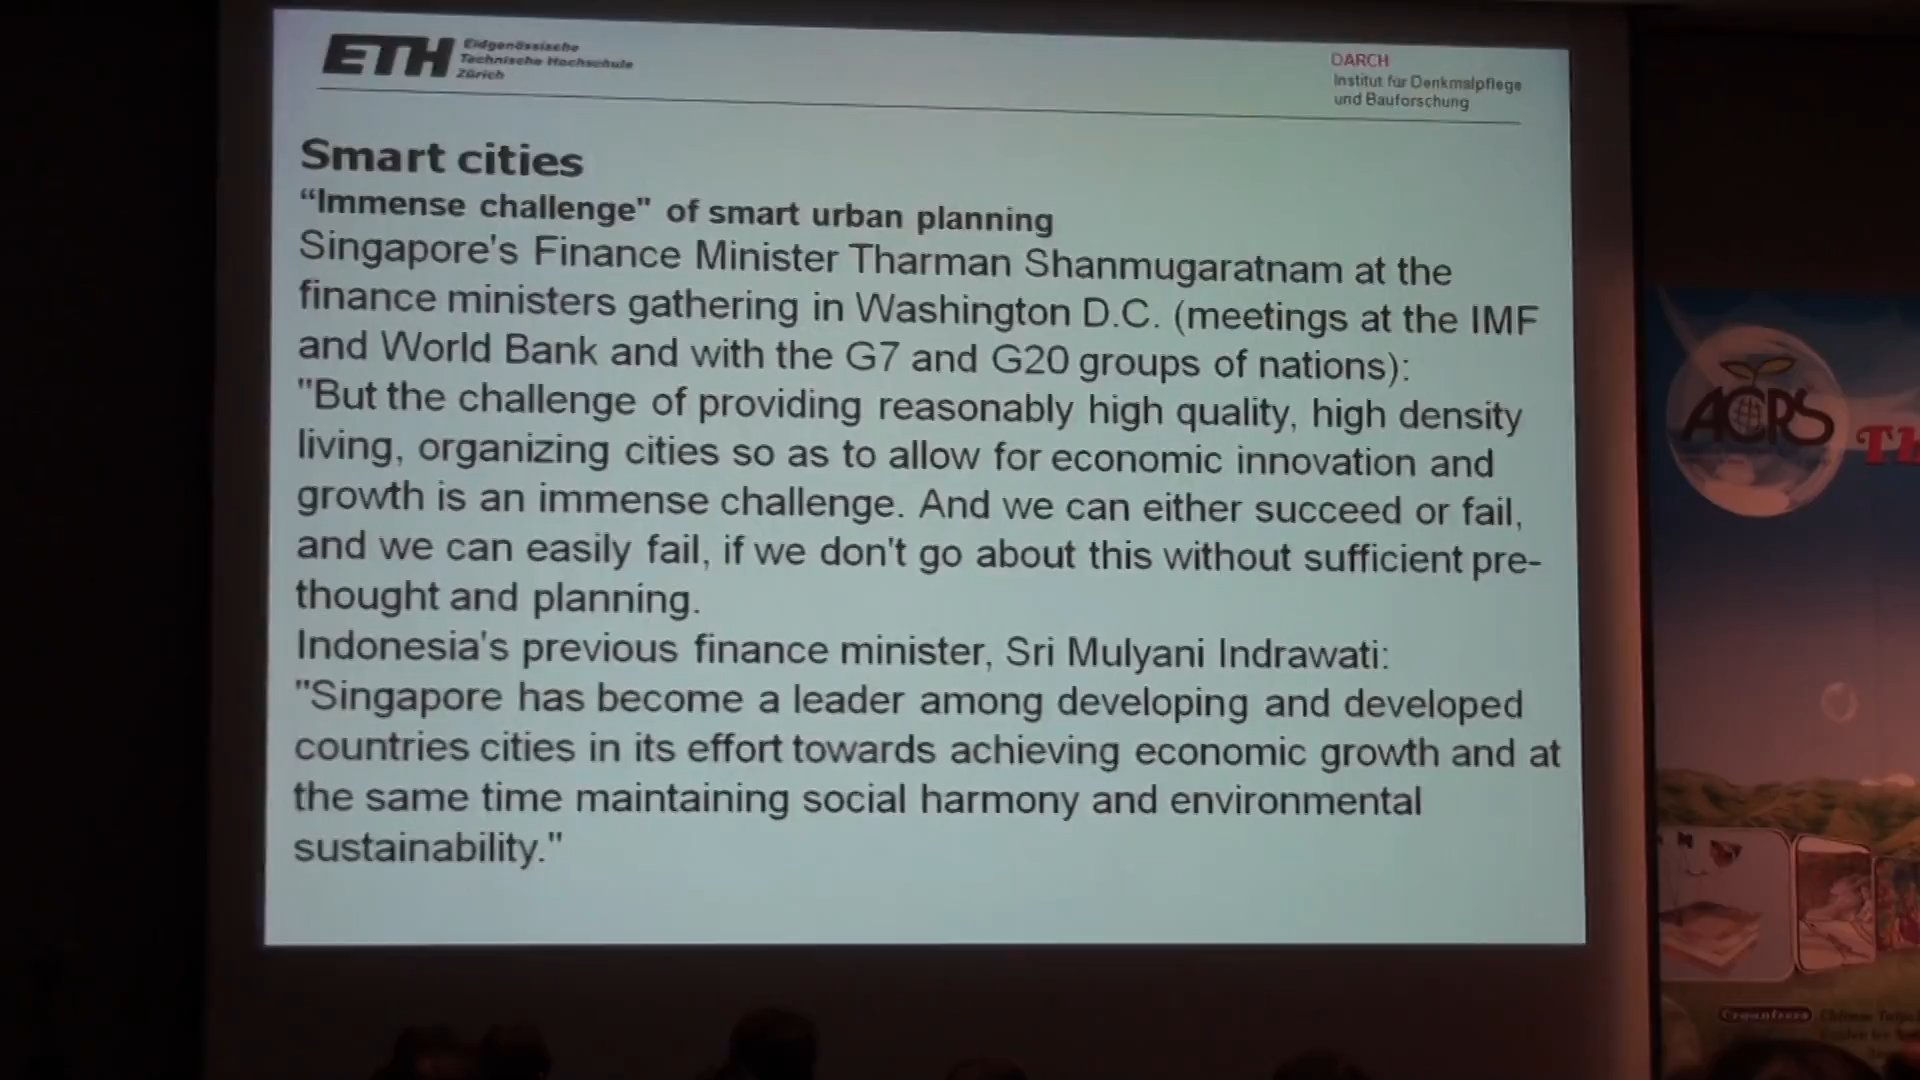 ETH Eidgenössische
Technische Hochschule
Zürich
DARCH
Institut für Denkmalpflege
und Bauforschung
Smart cities
“Immense challenge" of smart urban planning
Singapore's Finance Minister Tharman Shanmugaratnam at the
finance ministers gathering in Washington D.C. (meetings at the IMF
and World Bank and with the G7 and G20 groups of nations):
"But the challenge of providing reasonably high quality, high density
living, organizing cities so as to allow for economic innovation and
growth is an immense challenge. And we can either succeed or fail,
and we can easily fail, if we don't go about this without sufficient pre-
thought and planning.
Indonesia's previous finance minister, Sri Mulyani Indrawati:
"Singapore has become a leader among developing and developed
countries cities in its effort towards achieving economic growth and at
the same time maintaining social harmony and environmental
sustainability."
ACRS
Th